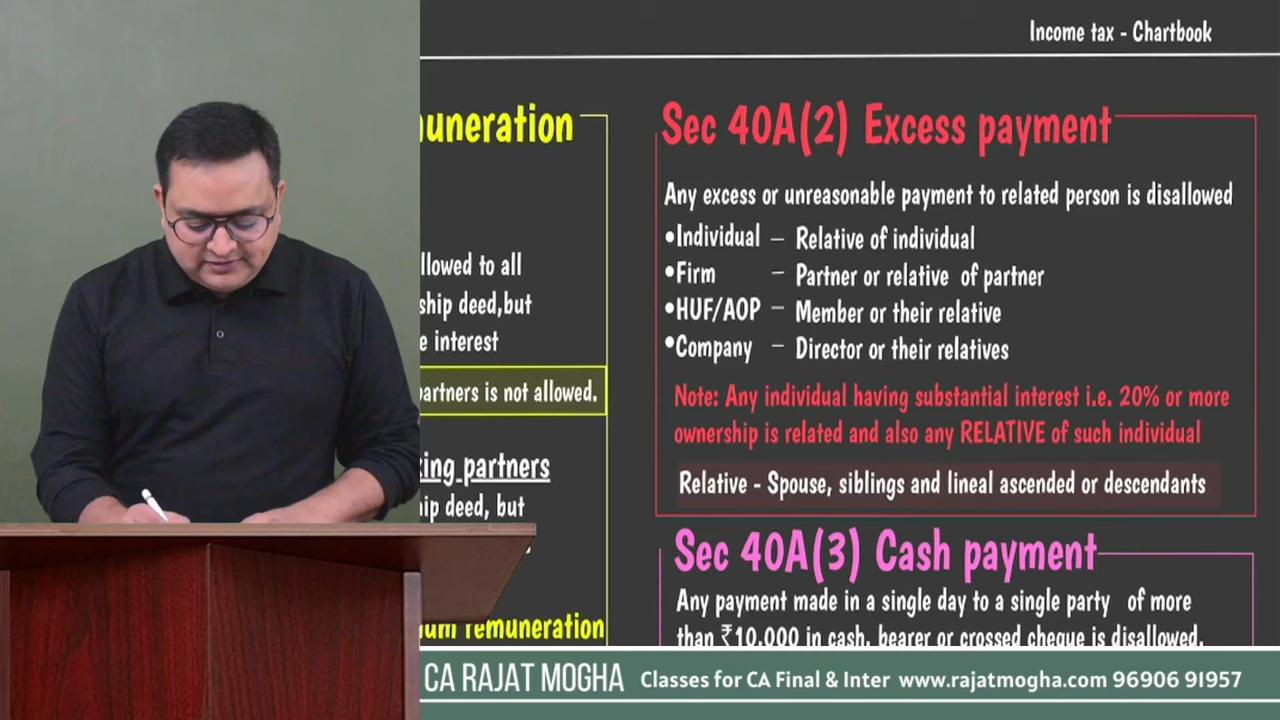 Income tax - Chartbook
uneration
llowed to all
ship deed,but
e interest
partners is not allowed.
king partners
ip deed, but
um remuneration
Sec 40A(2) Excess payment
Any excess or unreasonable payment to related person is disallowed
•Individual – Relative of individual
•Firm – Partner or relative of partner
•HUF/AOP – Member or their relative
•Company – Director or their relatives
Note: Any individual having substantial interest i.e. 20% or more
ownership is related and also any RELATIVE of such individual
Relative - Spouse, siblings and lineal ascended or descendants
Sec 40A(3) Cash payment
Any payment made in a single day to a single party of more
than ₹10,000 in cash, bearer or crossed cheque is disallowed.
CA RAJAT MOGHA Classes for CA Final & Inter www.rajatmogha.com 96906 91957